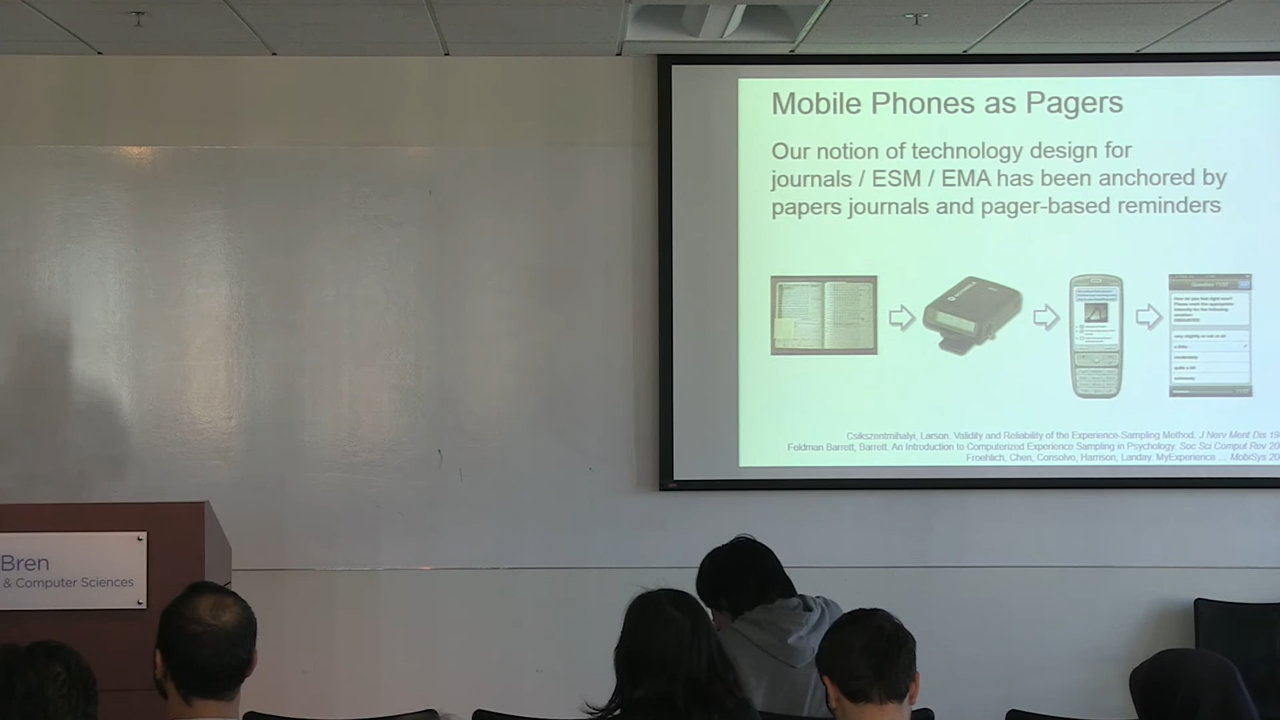 Mobile Phones as Pagers
Our notion of technology design for
journals / ESM / EMA has been anchored by
papers journals and pager-based reminders
Csikszentmihalyi, Larson. Validity and Reliability of the Experience-Sampling Method. J Nerv Ment Dis 19
Feldman Barrett, Barrett. An Introduction to Computerized Experience Sampling in Psychology. Soc Sci Comput Rev 20
Froehlich, Chen, Consolvo, Harrison, Landay. MyExperience ... MobiSys 20
Bren
& Computer Sciences